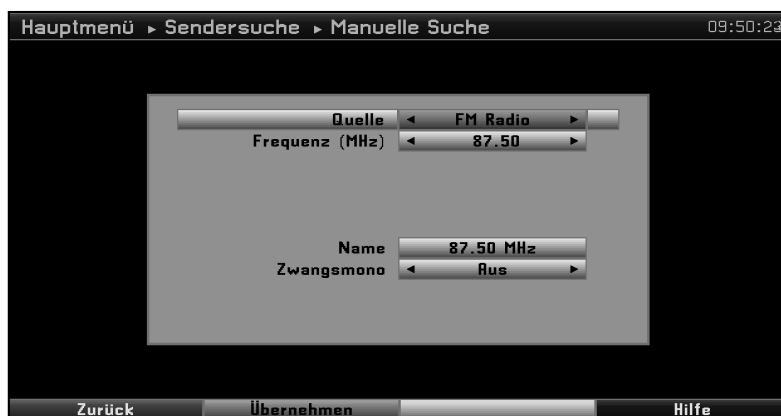 Hauptmenü ▸ Sendersuche ▸ Manuelle Suche 09:50:23
Quelle ◂ FM Radio ▸
Frequenz (MHz) ◂ 87.50 ▸
Name 87.50 MHz
Zwangsmono ◂ Aus ▸
Zurück Übernehmen Hilfe